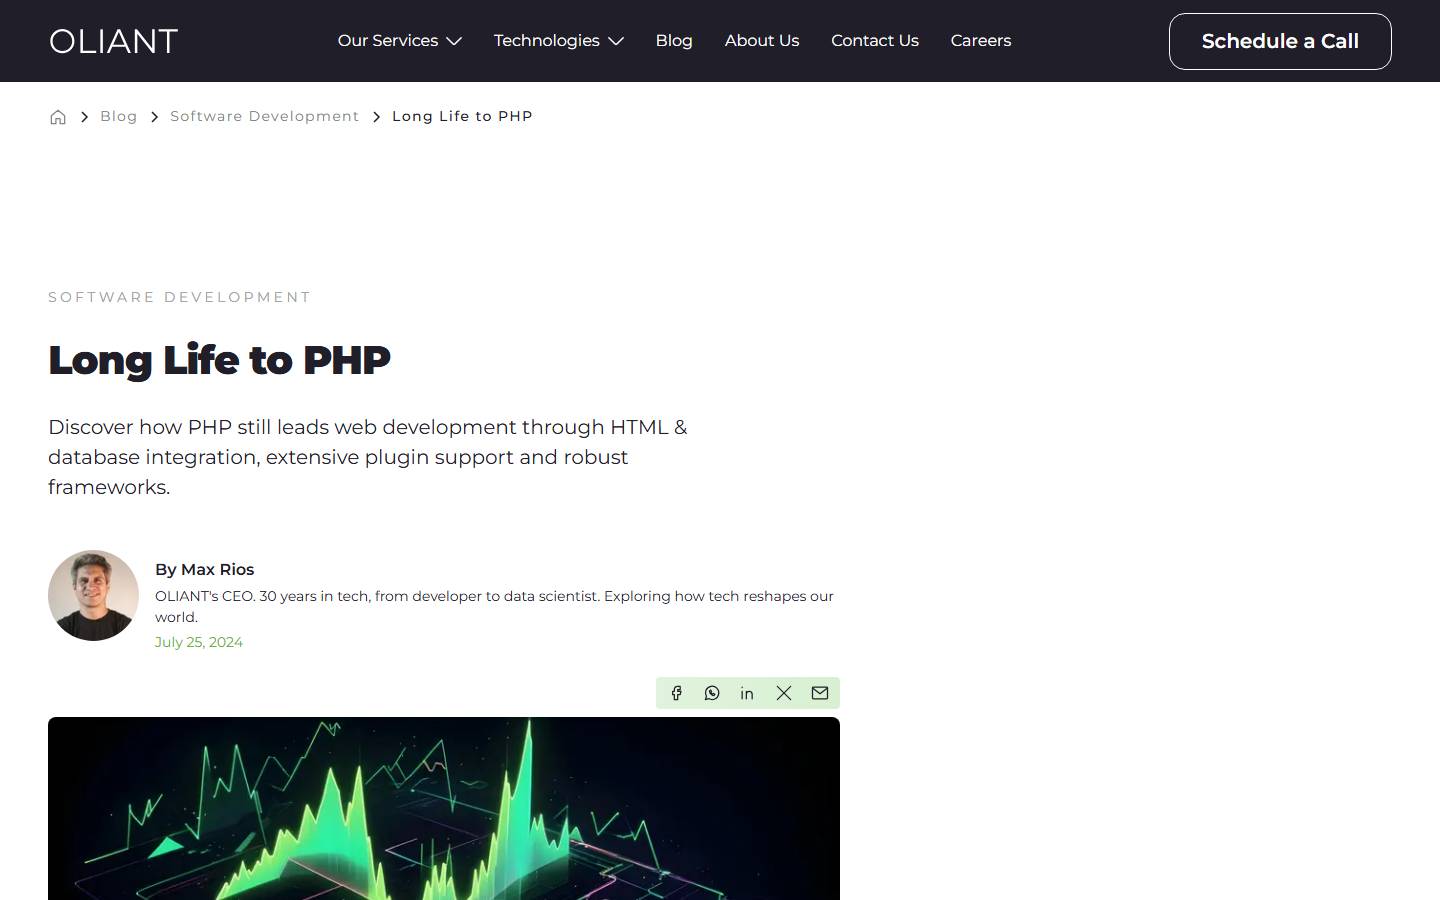 OLIANT
Our Services
Technologies
Blog
About Us
Contact Us
Careers
Schedule a Call
Blog
Software Development
Long Life to PHP
SOFTWARE DEVELOPMENT
Long Life to PHP
Discover how PHP still leads web development through HTML &
database integration, extensive plugin support and robust
frameworks.
By Max Rios
OLIANT's CEO. 30 years in tech, from developer to data scientist. Exploring how tech reshapes our
world.
July 25, 2024